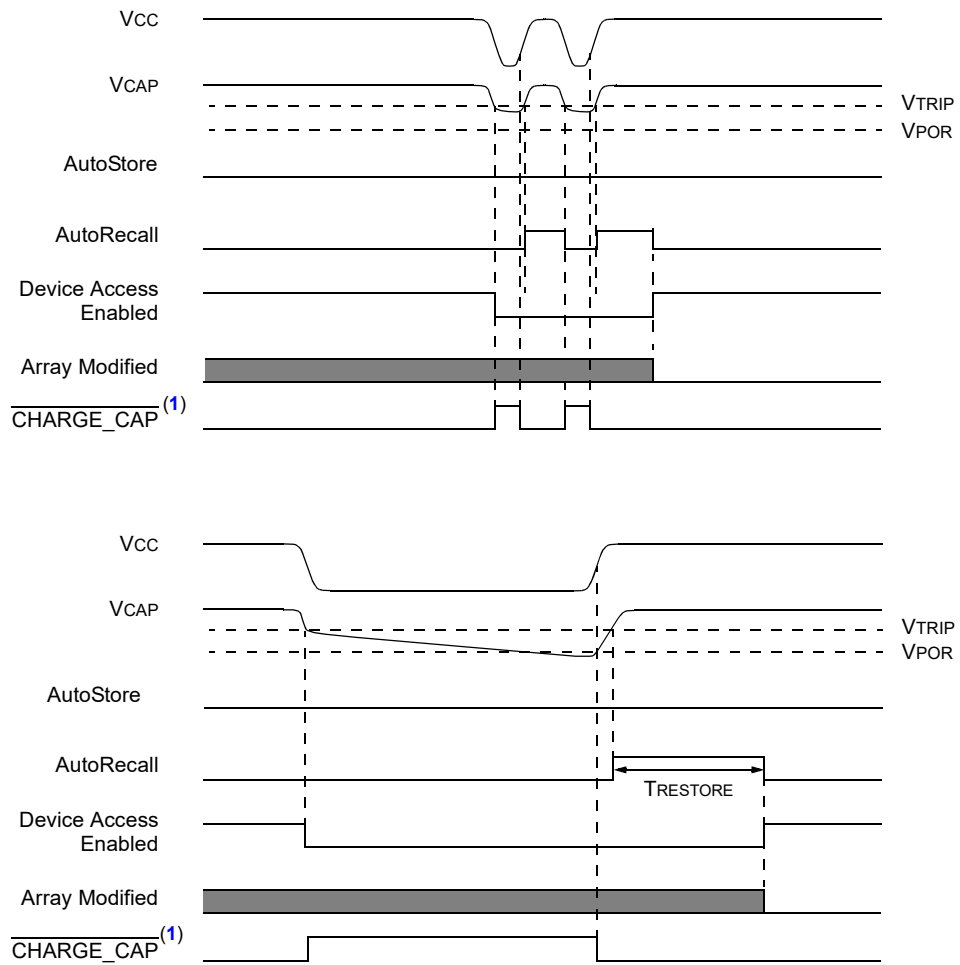 VCC
VCAP
VTRIP
VPOR
AutoStore
AutoRecall
Device Access
Enabled
Array Modified
CHARGE_CAP(1)
VCC
VCAP
VTRIP
VPOR
AutoStore
AutoRecall
TRESTORE
Device Access
Enabled
Array Modified
CHARGE_CAP(1)